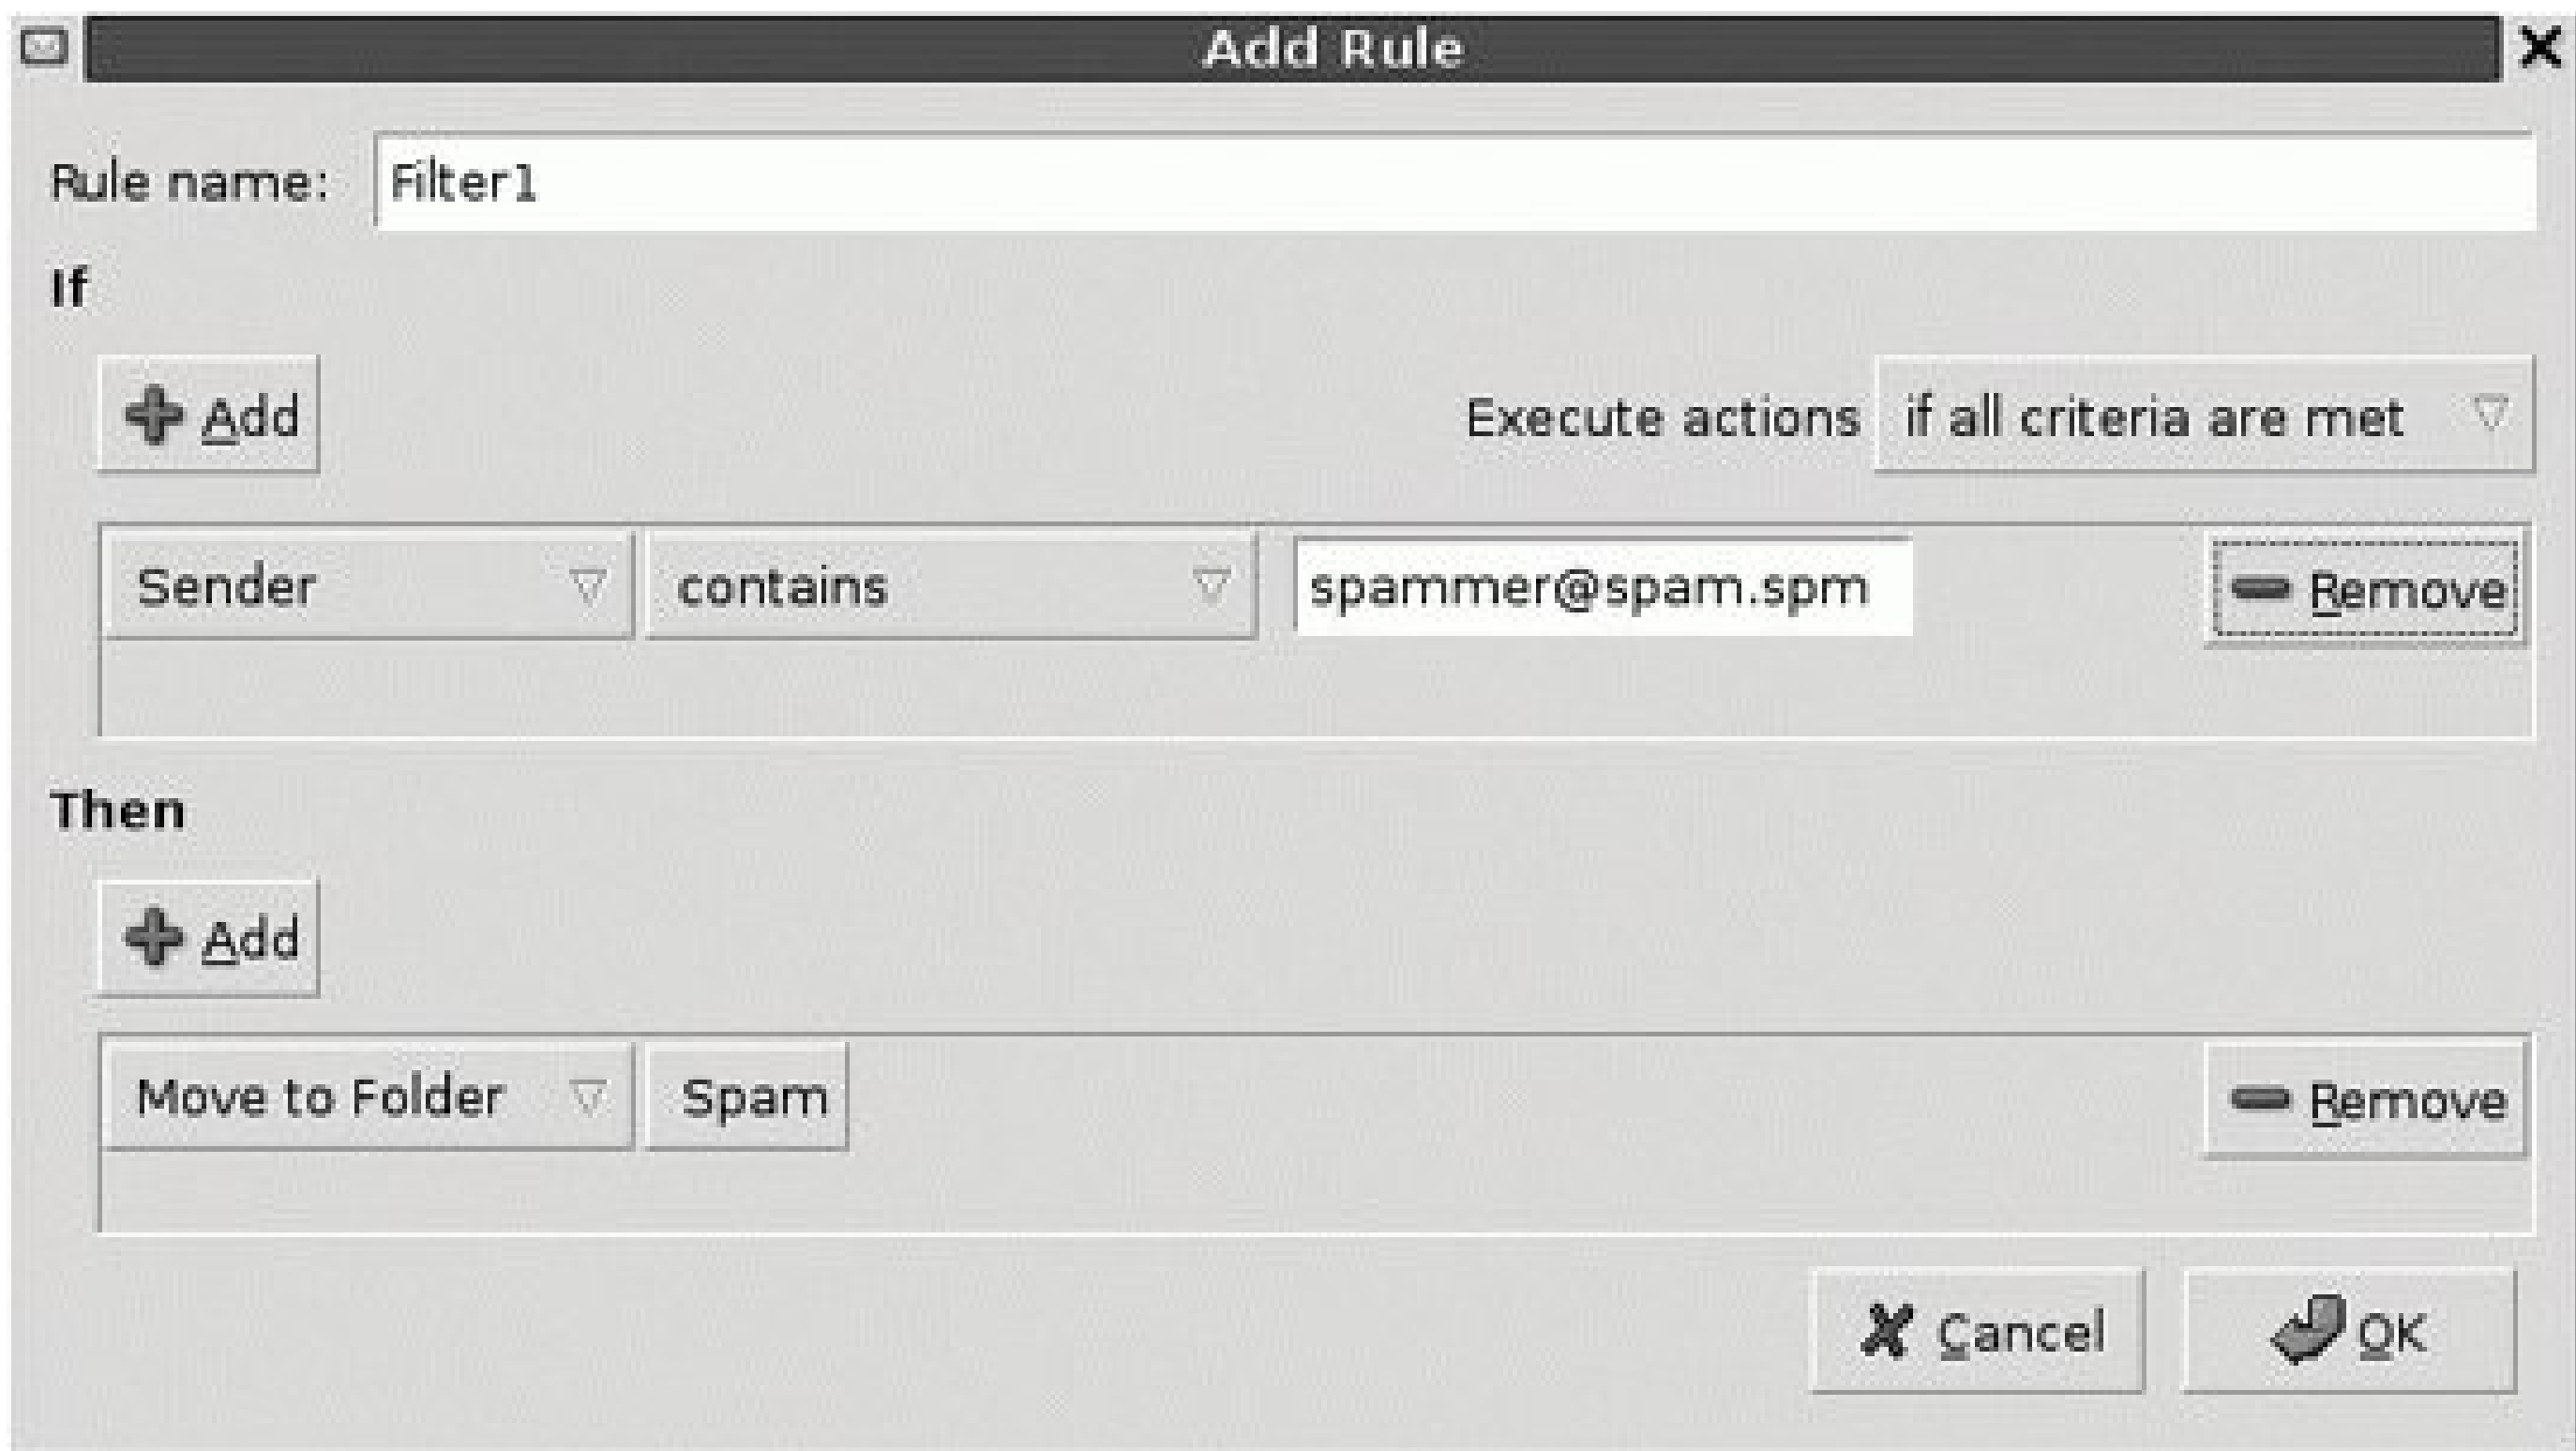 Add Rule
Rule name: Filter1
If
Add Execute actions if all criteria are met
Sender contains spammer@spam.spm Remove
Then
Add
Move to Folder Spam Remove
Cancel OK